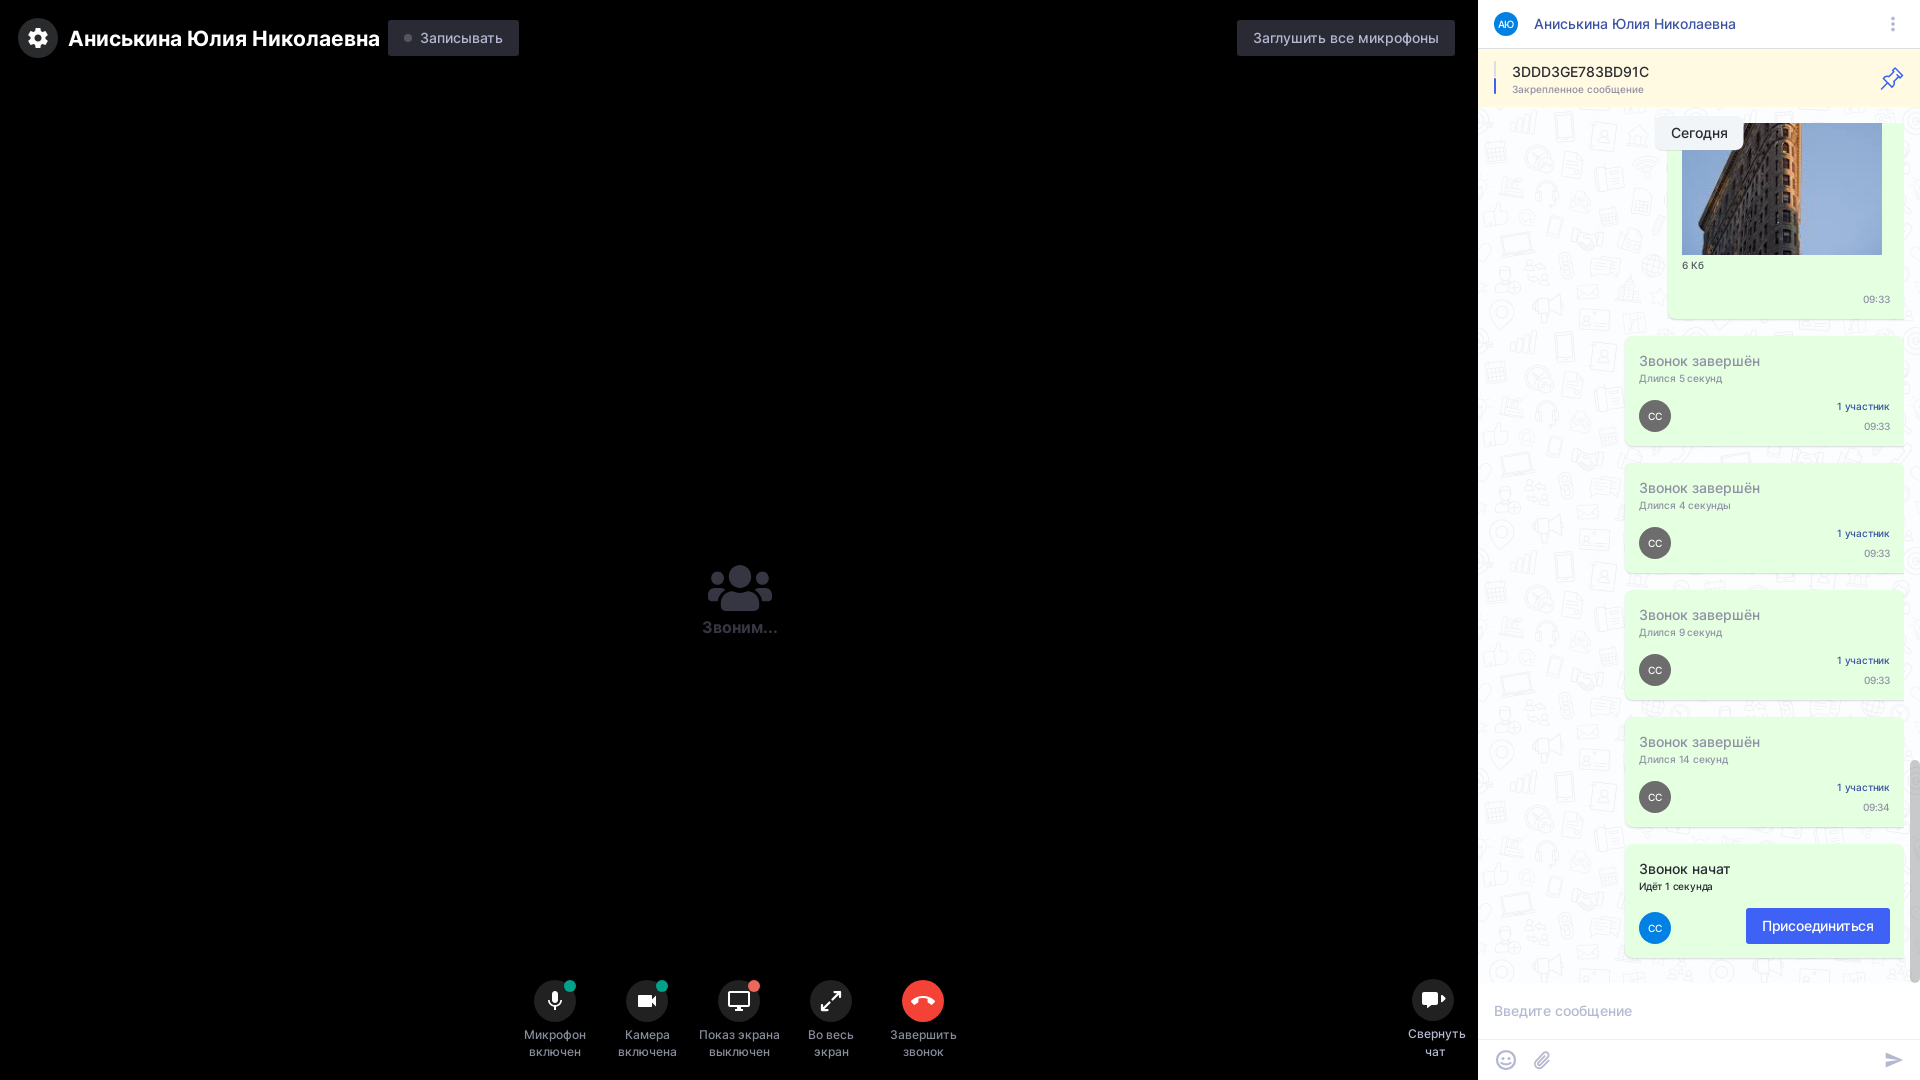 Аниськина Юлия Николаевна
Записывать
Заглушить все микрофоны
Звоним...
Микрофон
включен
Камера
включена
Показ экрана
выключен
Во весь
экран
Завершить
звонок
Свернуть
чат
АЮ
Аниськина Юлия Николаевна
3DDD3GE783BD91C
Закрепленное сообщение
Сегодня
6 Кб
09:33
Звонок завершён
Длился 5 секунд
СС
1 участник
09:33
Звонок завершён
Длился 4 секунды
СС
1 участник
09:33
Звонок завершён
Длился 9 секунд
СС
1 участник
09:33
Звонок завершён
Длился 14 секунд
СС
1 участник
09:34
Звонок начат
Идёт 1 секунда
СС
Присоединиться
Введите сообщение